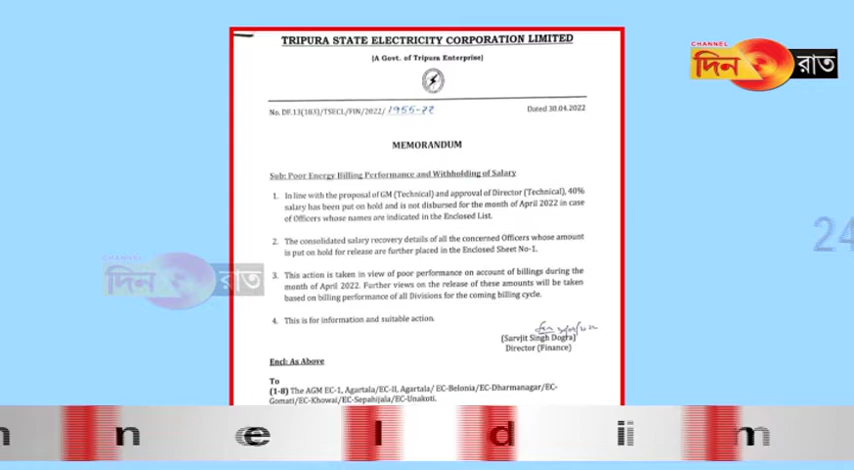 TRIPURA STATE ELECTRICITY CORPORATION LIMITED
(A Govt. of Tripura Enterprise)
No. DF.13(183)/TSECL/FIN/2022/ 1955-77 Dated 30.04.2022
MEMORANDUM
Sub: Poor Energy Billing Performance and Withholding of Salary
1. In line with the proposal of GM (Technical) and approval of Director (Technical), 40%
salary has been put on hold and is not disbursed for the month of April 2022 in case
of Officers whose names are indicated in the Enclosed List.
2. The consolidated salary recovery details of all the concerned Officers whose amount
is put on hold for release are further placed in the Enclosed Sheet No-1.
3. This action is taken in view of poor performance on account of billings during the
month of April 2022. Further views on the release of these amounts will be taken
based on billing performance of all Divisions for the coming billing cycle.
4. This is for information and suitable action.
(Sarvjit Singh Dogra)
Director (Finance)
Encl: As Above
To
(1-8) The AGM EC-1, Agartala/EC-II, Agartala/ EC-Belonia/EC-Dharmanagar/EC-
Gomati/EC-Khowai/EC-Sepahijala/EC-Unakoti.
CHANNEL
দিন রাত
CHANNEL
দিন রাত
24
n n e l d i n